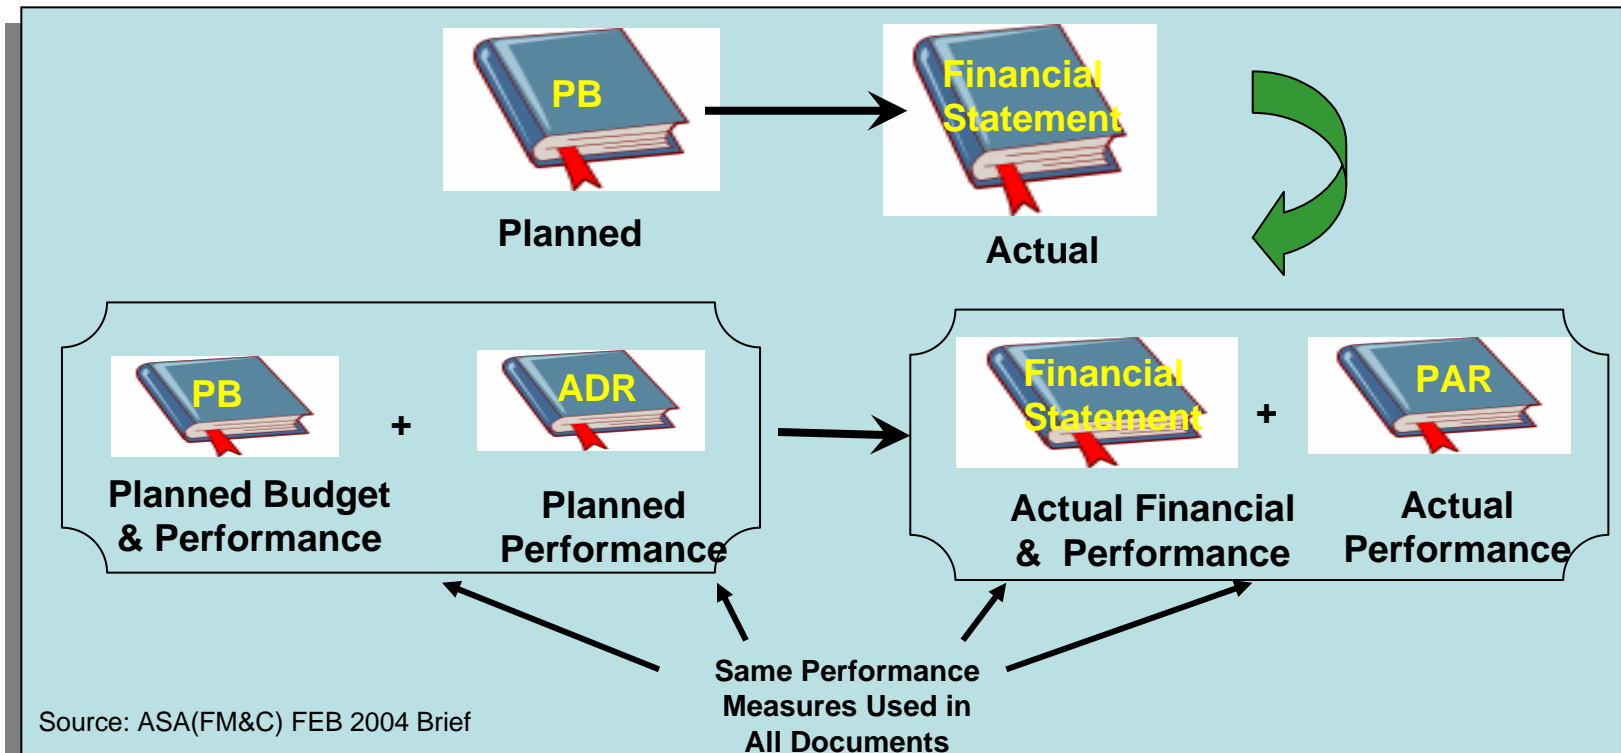 PB
Financial
Statement
Planned
Actual
PB
+
ADR
Planned Budget
& Performance
Planned
Performance
Financial
Statement
+
PAR
Actual Financial
& Performance
Actual
Performance
Same Performance
Measures Used in
All Documents
Source: ASA(FM&C) FEB 2004 Brief